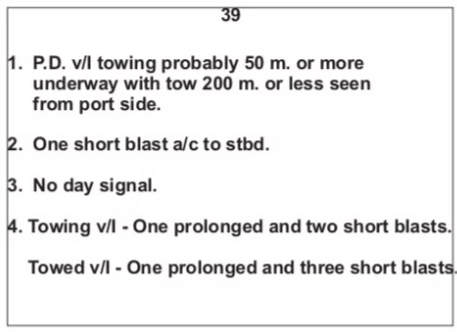 39
1. P.D. v/l towing probably 50 m. or more
underway with tow 200 m. or less seen
from port side.
2. One short blast a/c to stbd.
3. No day signal.
4. Towing v/l - One prolonged and two short blasts.
Towed v/l - One prolonged and three short blasts.